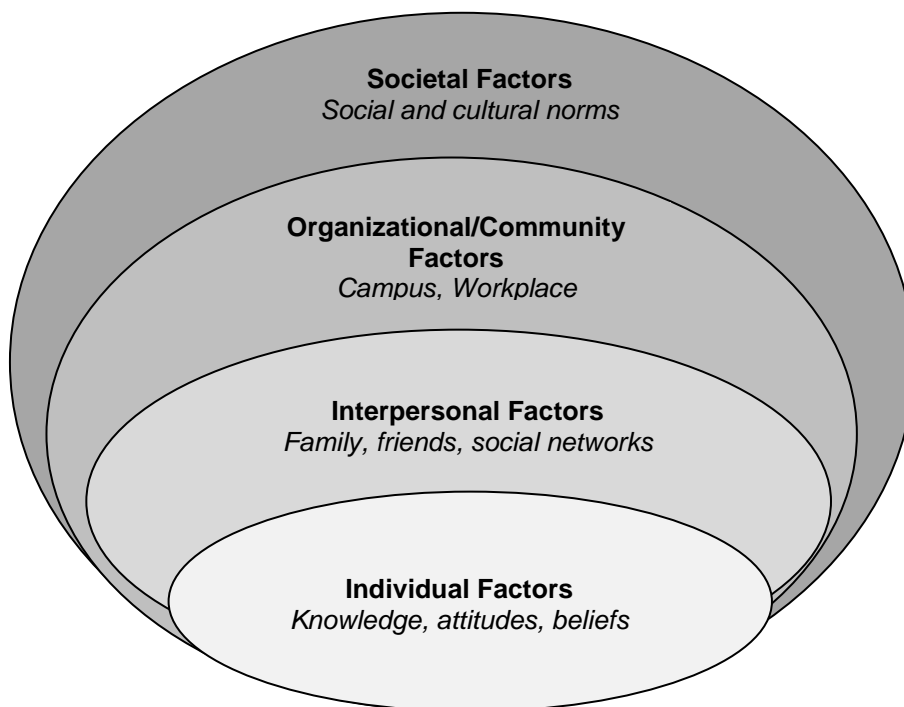 Societal Factors
Social and cultural norms
Organizational/Community
Factors
Campus, Workplace
Interpersonal Factors
Family, friends, social networks
Individual Factors
Knowledge, attitudes, beliefs